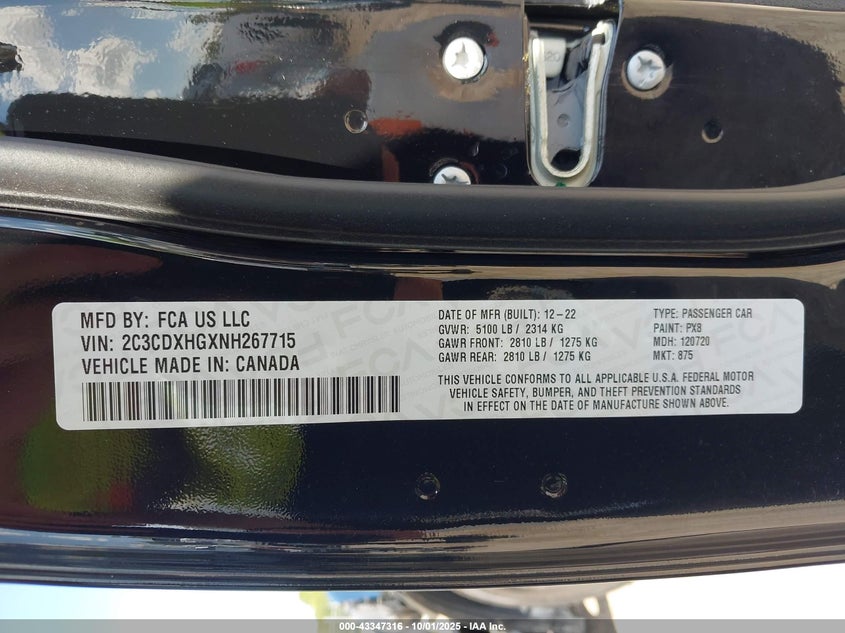 20
MFD BY: FCA US LLC
VIN: 2C3CDXHGXNH267715
VEHICLE MADE IN: CANADA
DATE OF MFR (BUILT): 12-22
GVWR: 5100 LB / 2314 KG
GAWR FRONT: 2810 LB / 1275 KG
GAWR REAR: 2810 LB / 1275 KG
TYPE: PASSENGER CAR
PAINT: PX8
MDH: 120720
MKT: 875
THIS VEHICLE CONFORMS TO ALL APPLICABLE U.S.A. FEDERAL MOTOR
VEHICLE SAFETY, BUMPER, AND THEFT PREVENTION STANDARDS
IN EFFECT ON THE DATE OF MANUFACTURE SHOWN ABOVE.
000-43347316 - 10/01/2025 - IAA Inc.